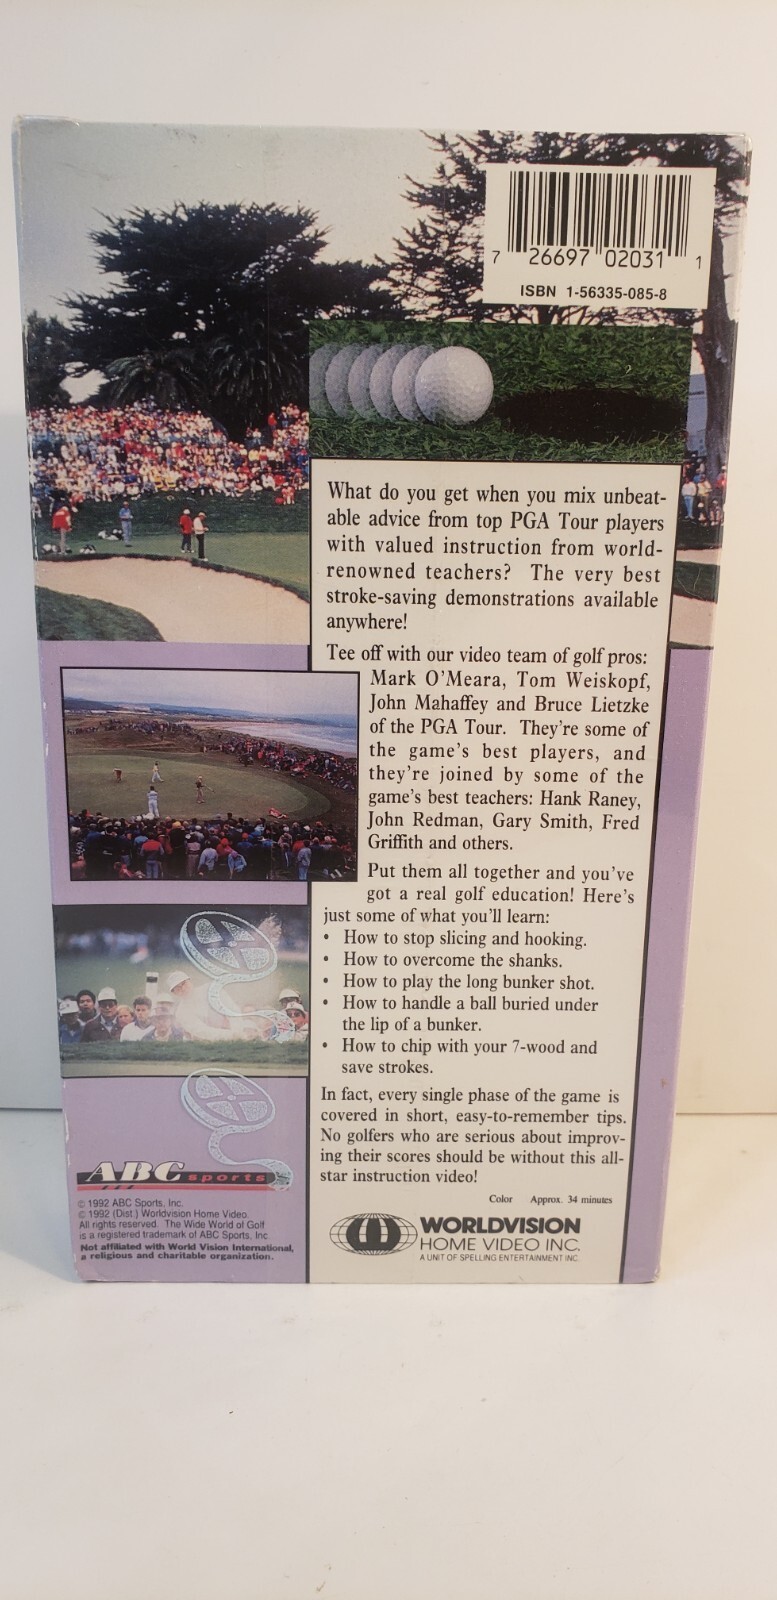 7 26697 02031 1
ISBN 1-56335-085-8
What do you get when you mix unbeat-
able advice from top PGA Tour players
with valued instruction from world-
renowned teachers? The very best
stroke-saving demonstrations available
anywhere!
Tee off with our video team of golf pros:
Mark O'Meara, Tom Weiskopf,
John Mahaffey and Bruce Lietzke
of the PGA Tour. They're some of
the game's best players, and
they're joined by some of the
game's best teachers: Hank Raney,
John Redman, Gary Smith, Fred
Griffith and others.
Put them all together and you've
got a real golf education! Here's
just some of what you'll learn:
• How to stop slicing and hooking.
• How to overcome the shanks.
• How to play the long bunker shot.
• How to handle a ball buried under
the lip of a bunker.
• How to chip with your 7-wood and
save strokes.
In fact, every single phase of the game is
covered in short, easy-to-remember tips.
No golfers who are serious about improv-
ing their scores should be without this all-
star instruction video!
Color Approx. 34 minutes
WORLDVISION
HOME VIDEO INC.
A UNIT OF SPELLING ENTERTAINMENT INC.
ABC sports
© 1992 ABC Sports, Inc.
© 1992 (Dist.) Worldvision Home Video.
All rights reserved. The Wide World of Golf
is a registered trademark of ABC Sports, Inc
Not affiliated with World Vision International,
a religious and charitable organization.